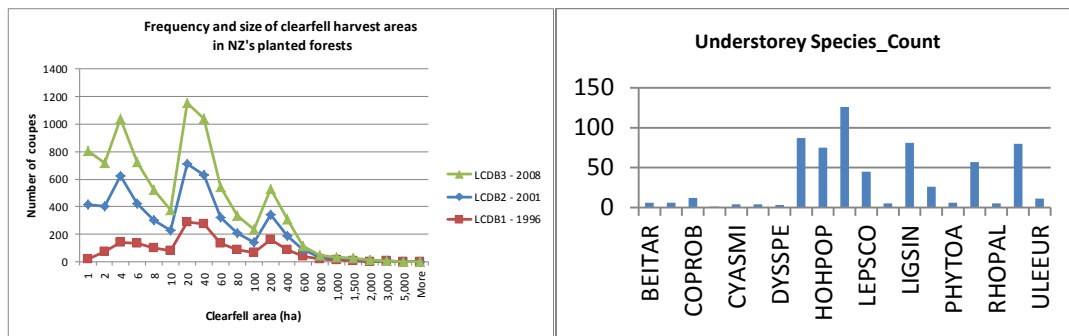 Frequency and size of clearfell harvest areas
in NZ's planted forests
1400
1200
1000
800
600
400
200
0
Number of coupes
1 2 4 6 8 10 20 40 60 80 100 200 400 600 800 1,000 1,500 2,000 3,000 5,000 More
Clearfell area (ha)
LCDB3 - 2008
LCDB2 - 2001
LCDB1 - 1996
Understorey Species_Count
150
100
50
0
BEITAR COPROB CYASMI DYSSPE HOHPOP LEPSCO LIGSIN PHYTOA RHOPAL ULEEUR